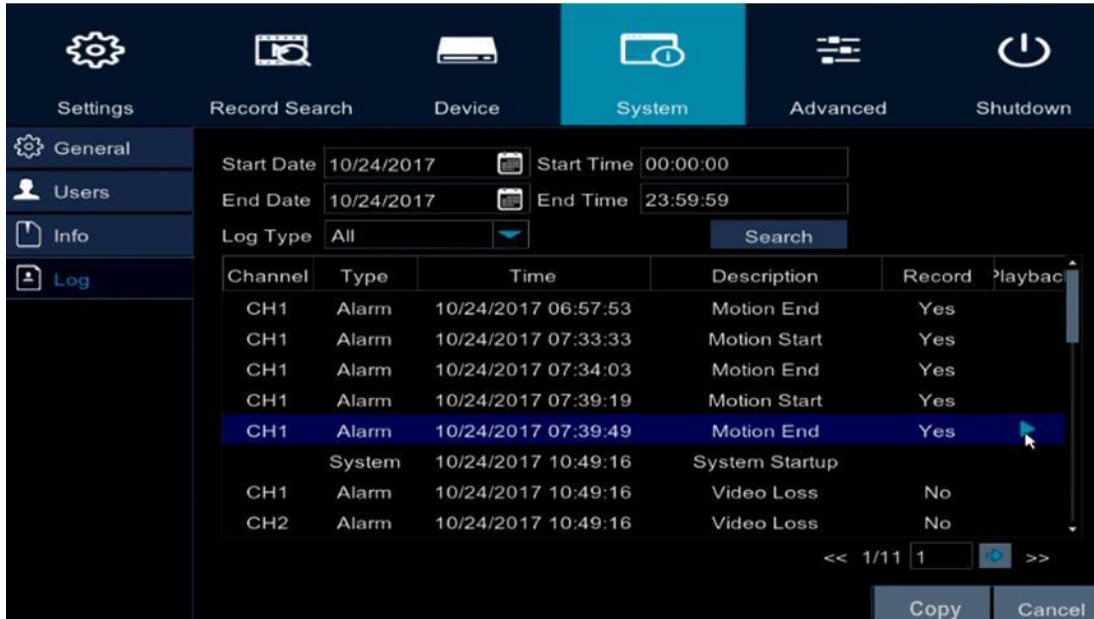 Settings Record Search Device System Advanced Shutdown
General
Users
Info
Log
Start Date 10/24/2017 Start Time 00:00:00
End Date 10/24/2017 End Time 23:59:59
Log Type All Search
Channel Type Time Description Record Playbac
CH1 Alarm 10/24/2017 06:57:53 Motion End Yes
CH1 Alarm 10/24/2017 07:33:33 Motion Start Yes
CH1 Alarm 10/24/2017 07:34:03 Motion End Yes
CH1 Alarm 10/24/2017 07:39:19 Motion Start Yes
CH1 Alarm 10/24/2017 07:39:49 Motion End Yes
System 10/24/2017 10:49:16 System Startup
CH1 Alarm 10/24/2017 10:49:16 Video Loss No
CH2 Alarm 10/24/2017 10:49:16 Video Loss No
<< 1/11 1 >>
Copy Cancel